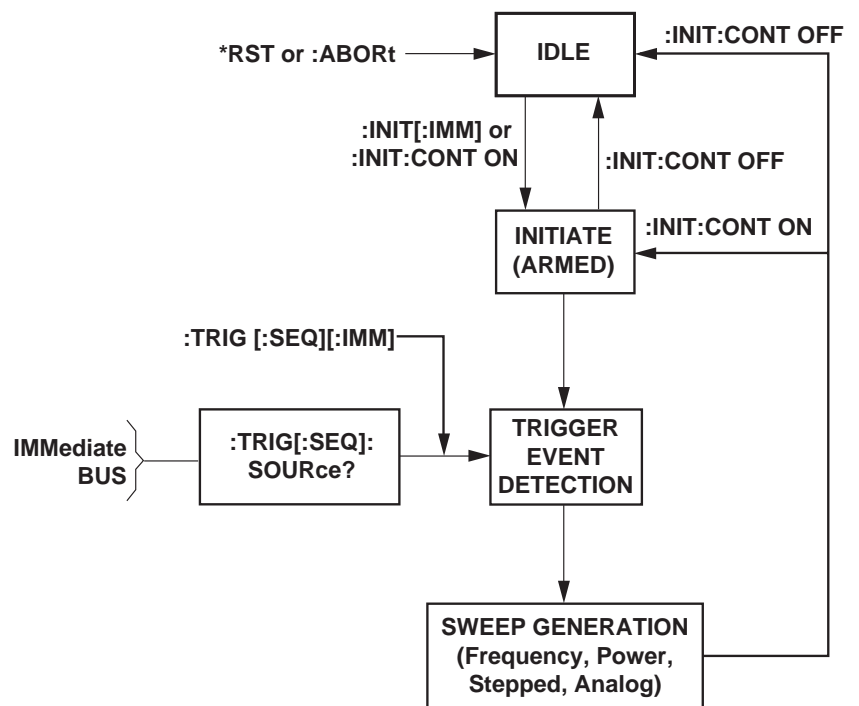 :INIT:CONT OFF
*RST or :ABORt
IDLE
:INIT[:IMM] or
:INIT:CONT ON
:INIT:CONT OFF
INITIATE
(ARMED)
:INIT:CONT ON
:TRIG [:SEQ][:IMM]
IMMediate
BUS
:TRIG[:SEQ]:
SOURce?
TRIGGER
EVENT
DETECTION
SWEEP GENERATION
(Frequency, Power,
Stepped, Analog)